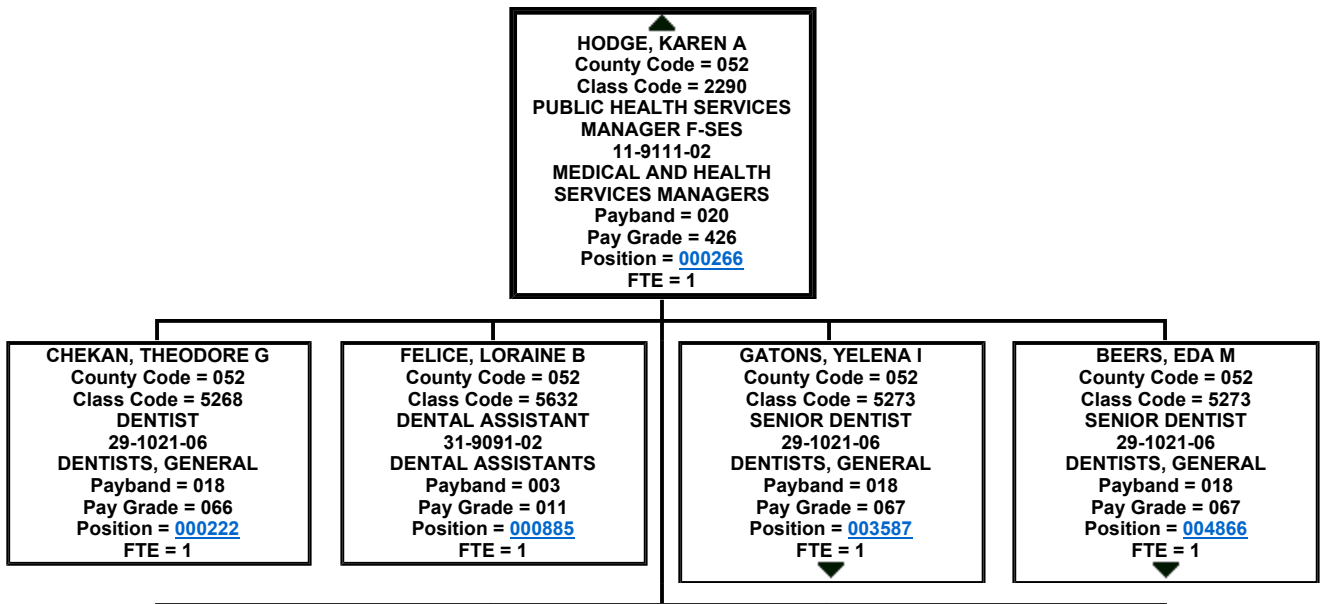 HODGE, KAREN A
County Code = 052
Class Code = 2290
PUBLIC HEALTH SERVICES
MANAGER F-SES
11-9111-02
MEDICAL AND HEALTH
SERVICES MANAGERS
Payband = 020
Pay Grade = 426
Position = 000266
FTE = 1
CHEKAN, THEODORE G
County Code = 052
Class Code = 5268
DENTIST
29-1021-06
DENTISTS, GENERAL
Payband = 018
Pay Grade = 066
Position = 000222
FTE = 1
FELICE, LORAINE B
County Code = 052
Class Code = 5632
DENTAL ASSISTANT
31-9091-02
DENTAL ASSISTANTS
Payband = 003
Pay Grade = 011
Position = 000885
FTE = 1
GATONS, YELENA I
County Code = 052
Class Code = 5273
SENIOR DENTIST
29-1021-06
DENTISTS, GENERAL
Payband = 018
Pay Grade = 067
Position = 003587
FTE = 1
BEERS, EDA M
County Code = 052
Class Code = 5273
SENIOR DENTIST
29-1021-06
DENTISTS, GENERAL
Payband = 018
Pay Grade = 067
Position = 004866
FTE = 1